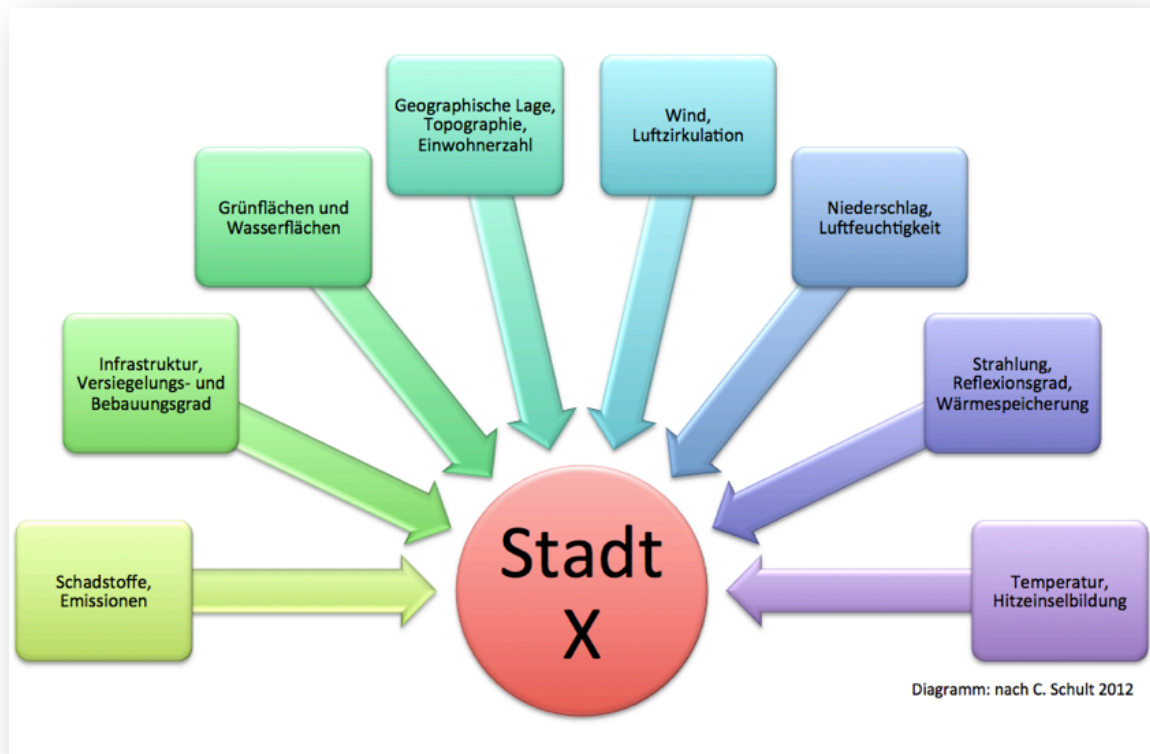 Geographische Lage,
Topographie,
Einwohnerzahl
Wind,
Luftzirkulation
Grünflächen und
Wasserflächen
Niederschlag,
Luftfeuchtigkeit
Infrastruktur,
Versiegelungs- und
Bebauungsgrad
Strahlung,
Reflexionsgrad,
Wärmespeicherung
Schadstoffe,
Emissionen
Stadt
X
Temperatur,
Hitzeinselbildung
Diagramm: nach C. Schult 2012